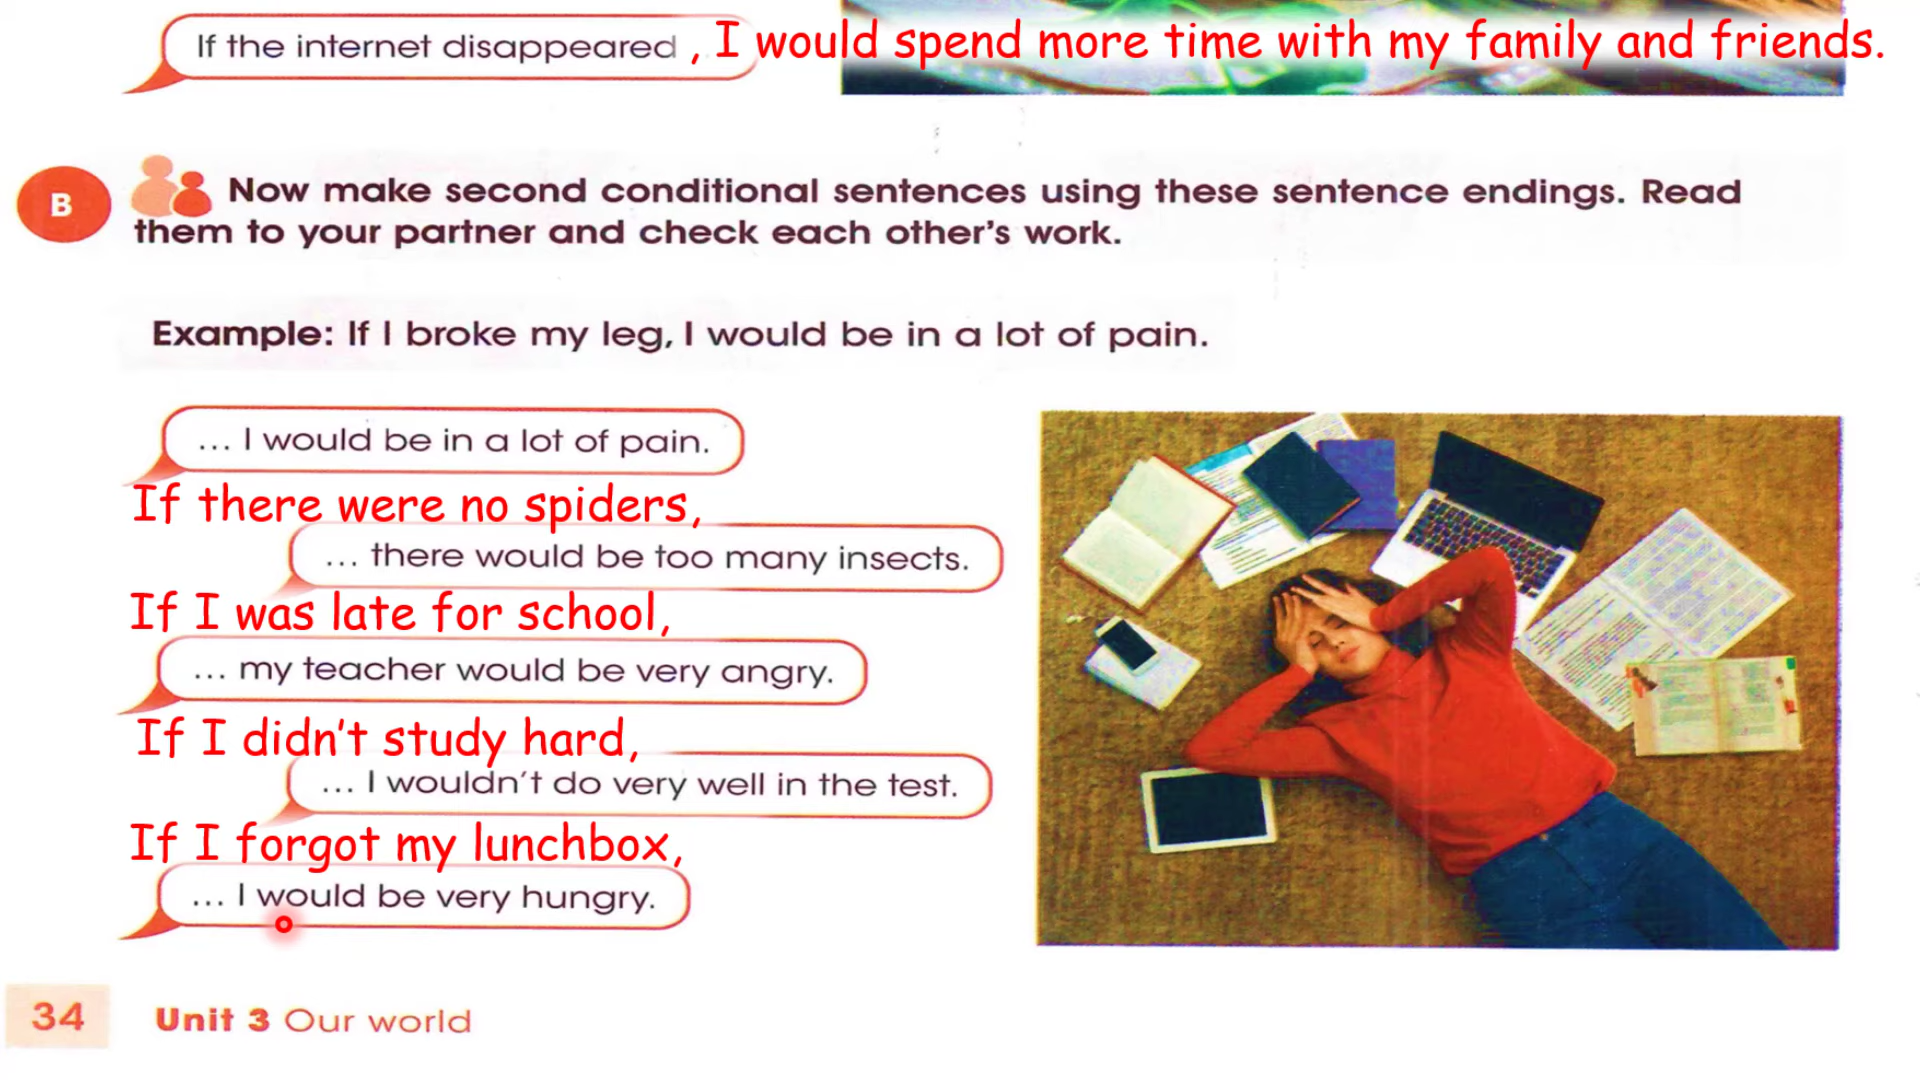 If the internet disappeared , I would spend more time with my family and friends.
B
Now make second conditional sentences using these sentence endings. Read
them to your partner and check each other's work.
Example: If I broke my leg, I would be in a lot of pain.
... I would be in a lot of pain.
If there were no spiders,
... there would be too many insects.
If I was late for school,
... my teacher would be very angry.
If I didn't study hard,
... I wouldn't do very well in the test.
If I forgot my lunchbox,
... I would be very hungry.
34 Unit 3 Our world